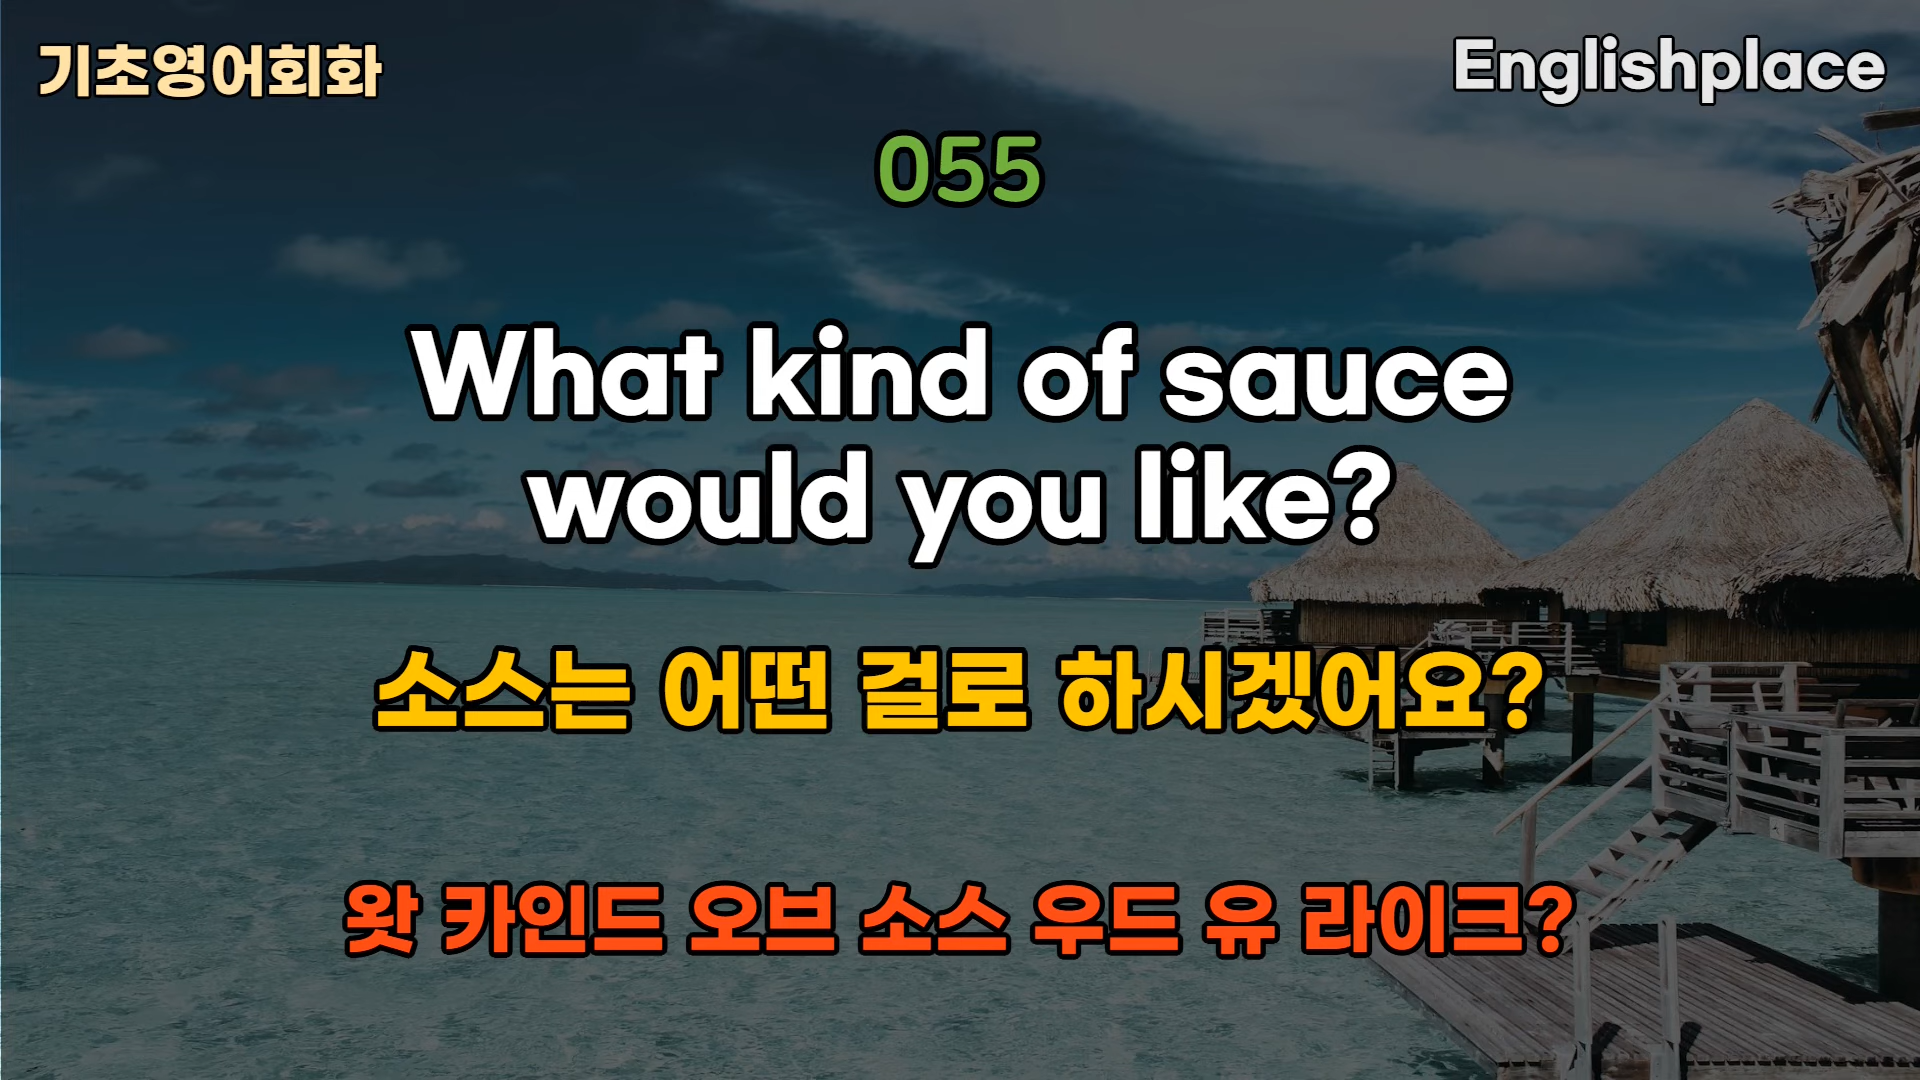 기초영어회화
Englishplace
055
What kind of sauce
would you like?
소스는 어떤 걸로 하시겠어요?
왓 카인드 오브 소스 우드 유 라이크?